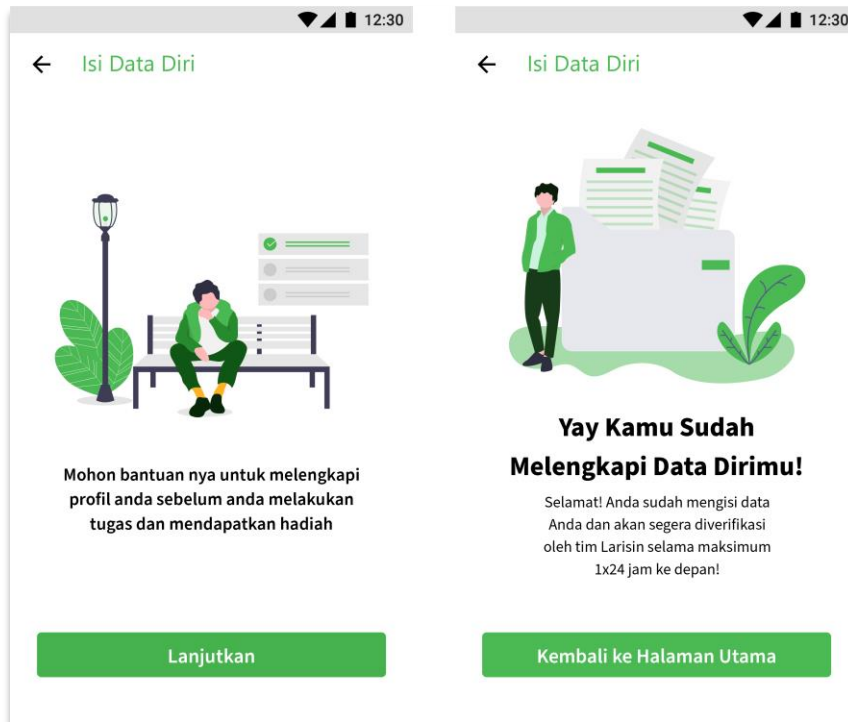 12:30
Isi Data Diri
Mohon bantuan nya untuk melengkapi
profil anda sebelum anda melakukan
tugas dan mendapatkan hadiah
Lanjutkan
12:30
Isi Data Diri
Yay Kamu Sudah
Melengkapi Data Dirimu!
Selamat! Anda sudah mengisi data
Anda dan akan segera diverifikasi
oleh tim Larisin selama maksimum
1x24 jam ke depan!
Kembali ke Halaman Utama